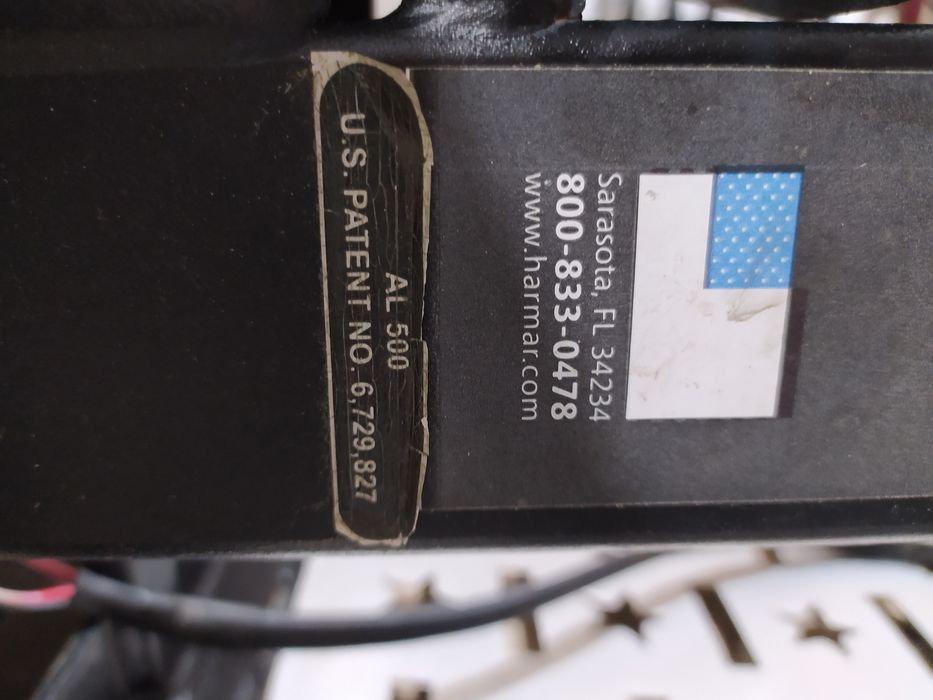 Sarasota, FL 34234
800-833-0478
www.harmar.com
AL 500
U.S. PATENT NO. 6,729,827